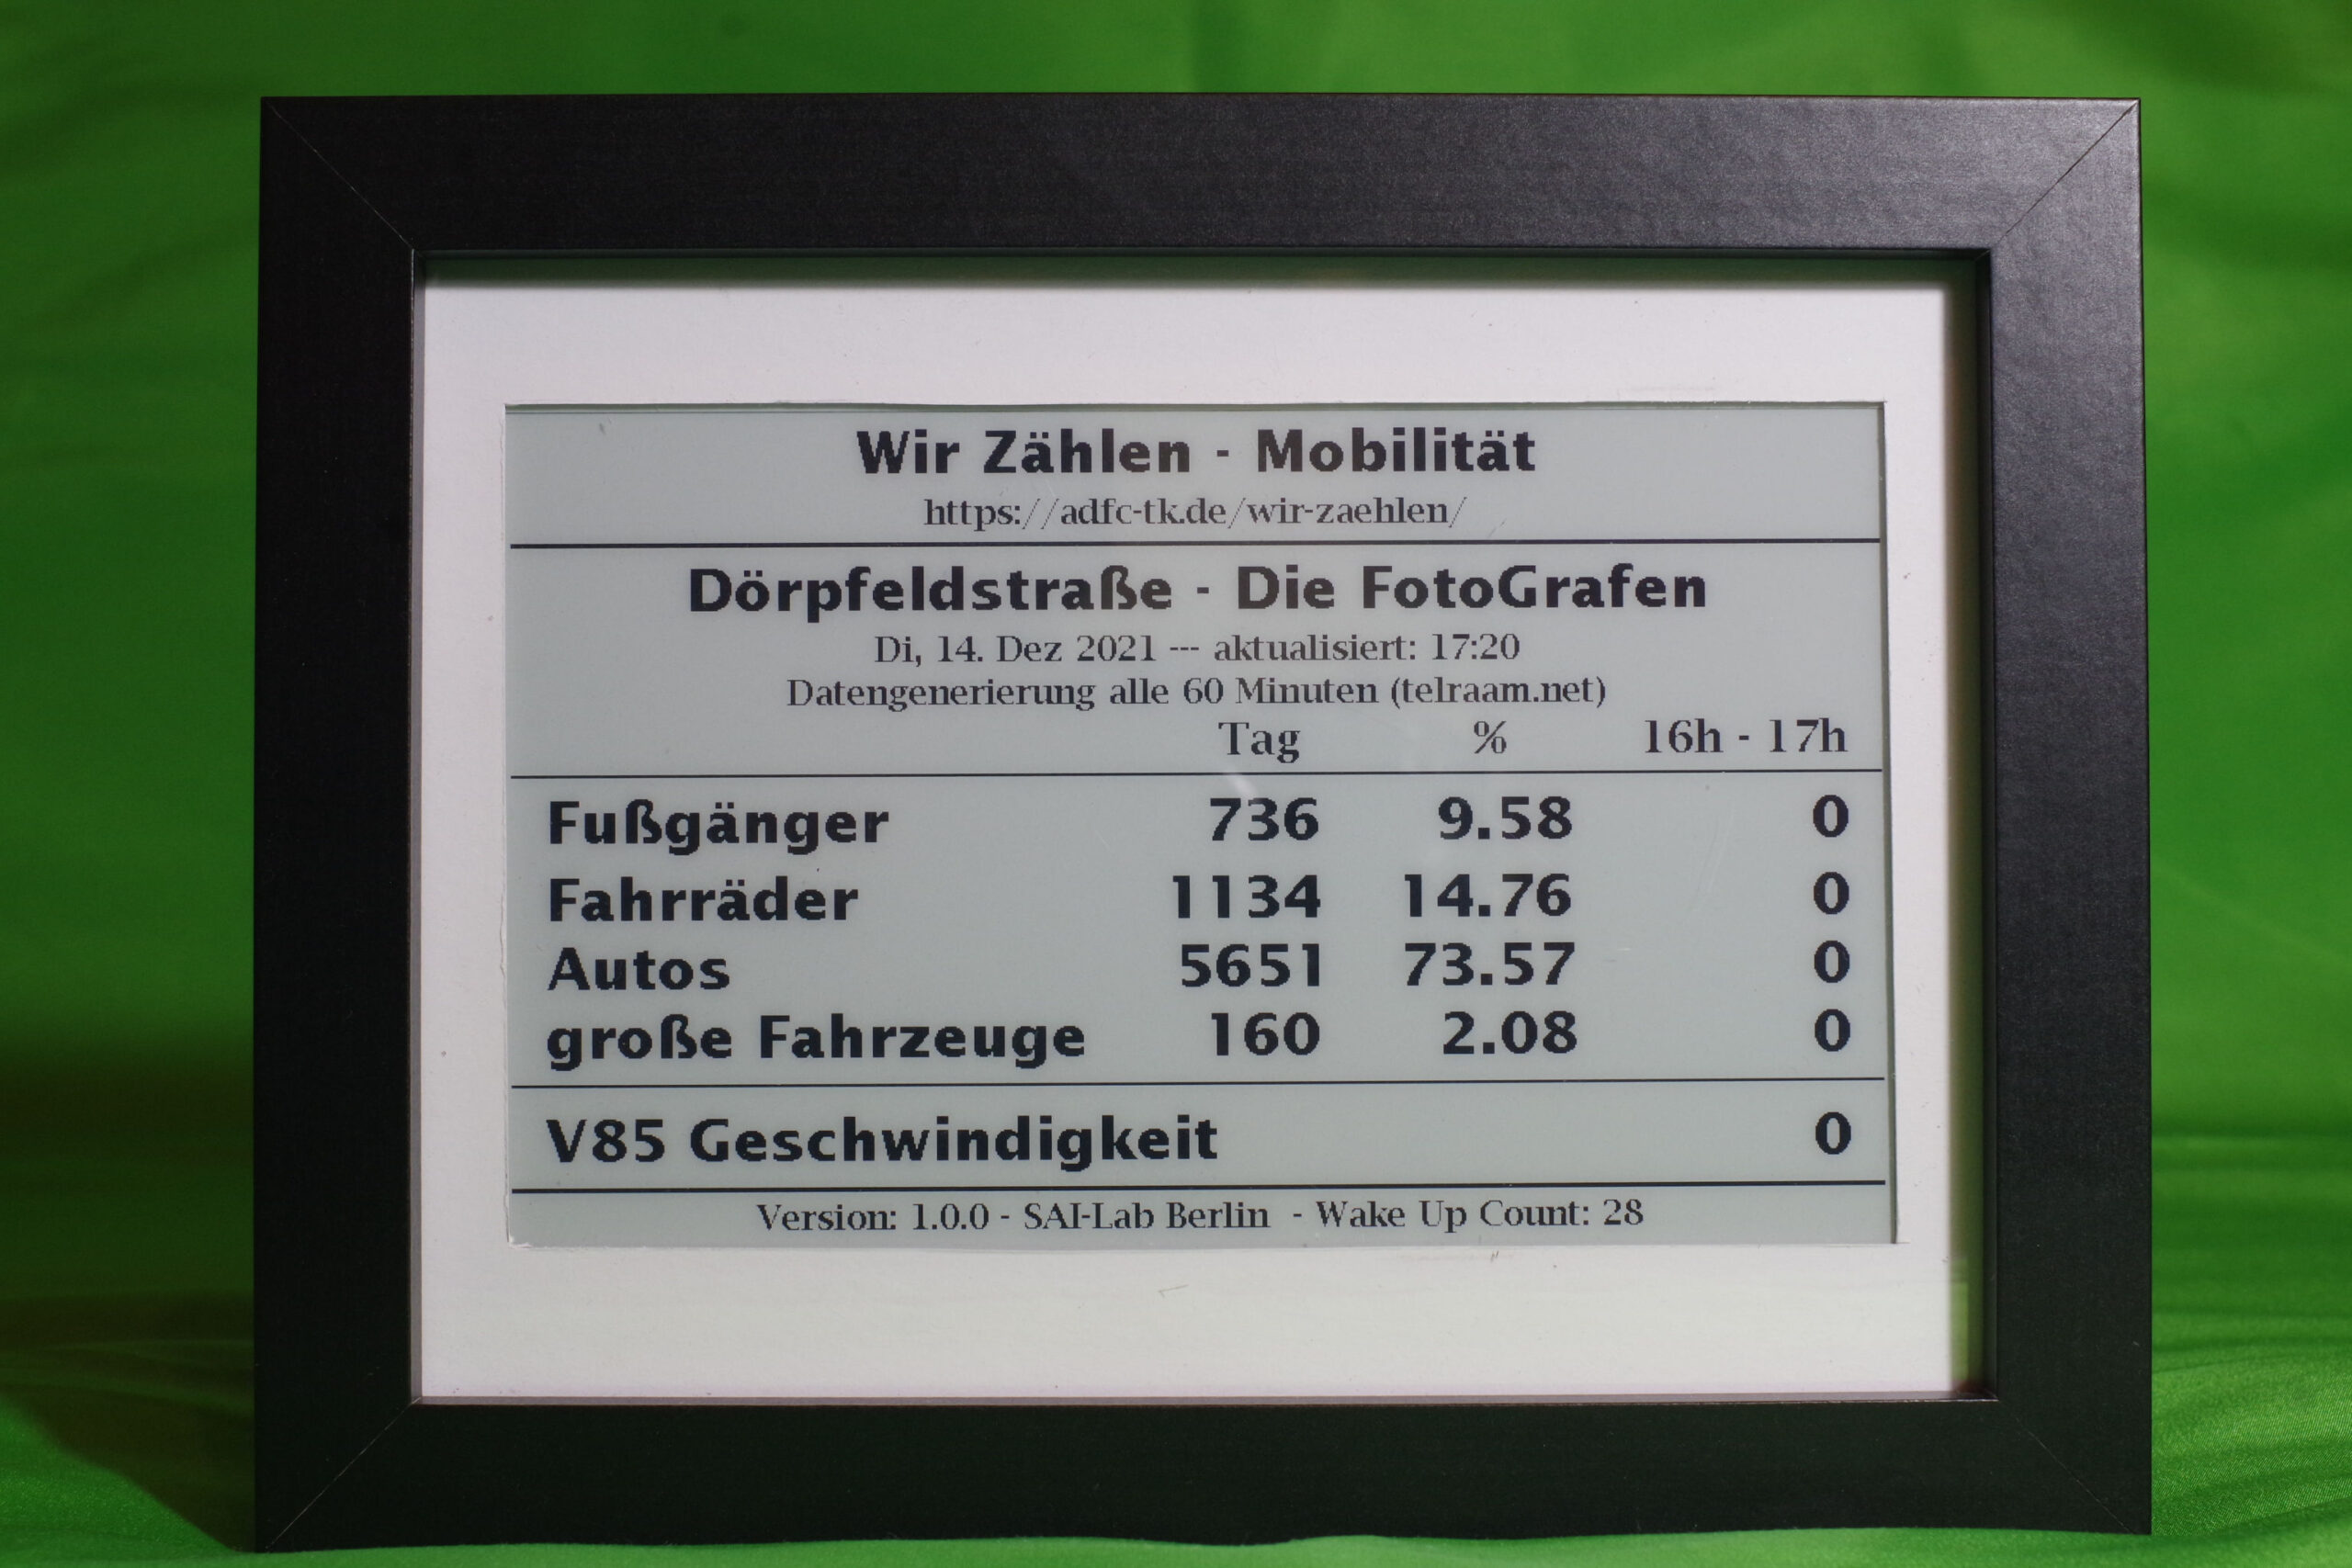 Wir Zählen - Mobilität
https://adfc-tk.de/wir-zaehlen/
Dörpfeldstraße - Die FotoGrafen
Di, 14. Dez 2021 --- aktualisiert: 17:20
Datengenerierung alle 60 Minuten (telraam.net)
Tag % 16h - 17h
Fußgänger 736 9.58 0
Fahrräder 1134 14.76 0
Autos 5651 73.57 0
große Fahrzeuge 160 2.08 0
V85 Geschwindigkeit 0
Version: 1.0.0 - SAI-Lab Berlin - Wake Up Count: 28